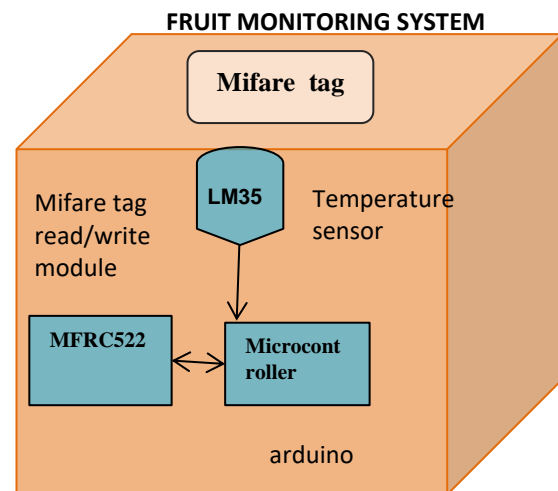 FRUIT MONITORING SYSTEM
Mifare tag
LM35
Temperature
sensor
Mifare tag
read/write
module
MFRC522
Microcont
roller
arduino